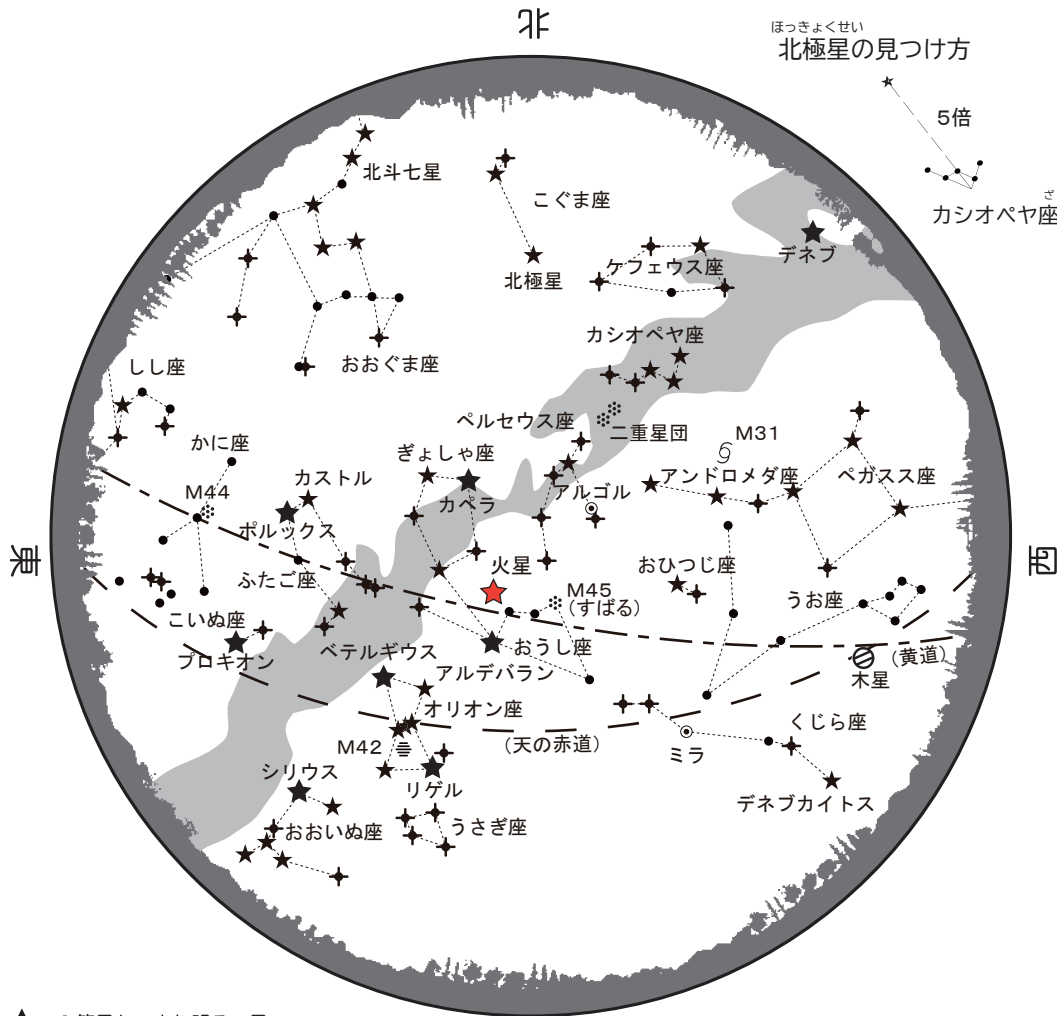 北
ほっきょくせい
北極星の見つけ方
5倍
ざ
カシオペヤ座
北斗七星
こぐま座
北極星
ケフェウス座
デネブ
カシオペヤ座
おおぐま座
しし座
ペルセウス座
二重星団
M31
かに座
ぎょしゃ座
カストル
アンドロメダ座
ペガスス座
M44
カペラ
アルゴル
ポルックス
東
西
火星
おひつじ座
ふたご座
M45
(すばる)
うお座
こいぬ座
おうし座
プロキオン
ベテルギウス
アルデバラン
(黄道)
木星
オリオン座
くじら座
M42
(天の赤道)
ミラ
シリウス
リゲル
デネブカイトス
おおいぬ座
うさぎ座